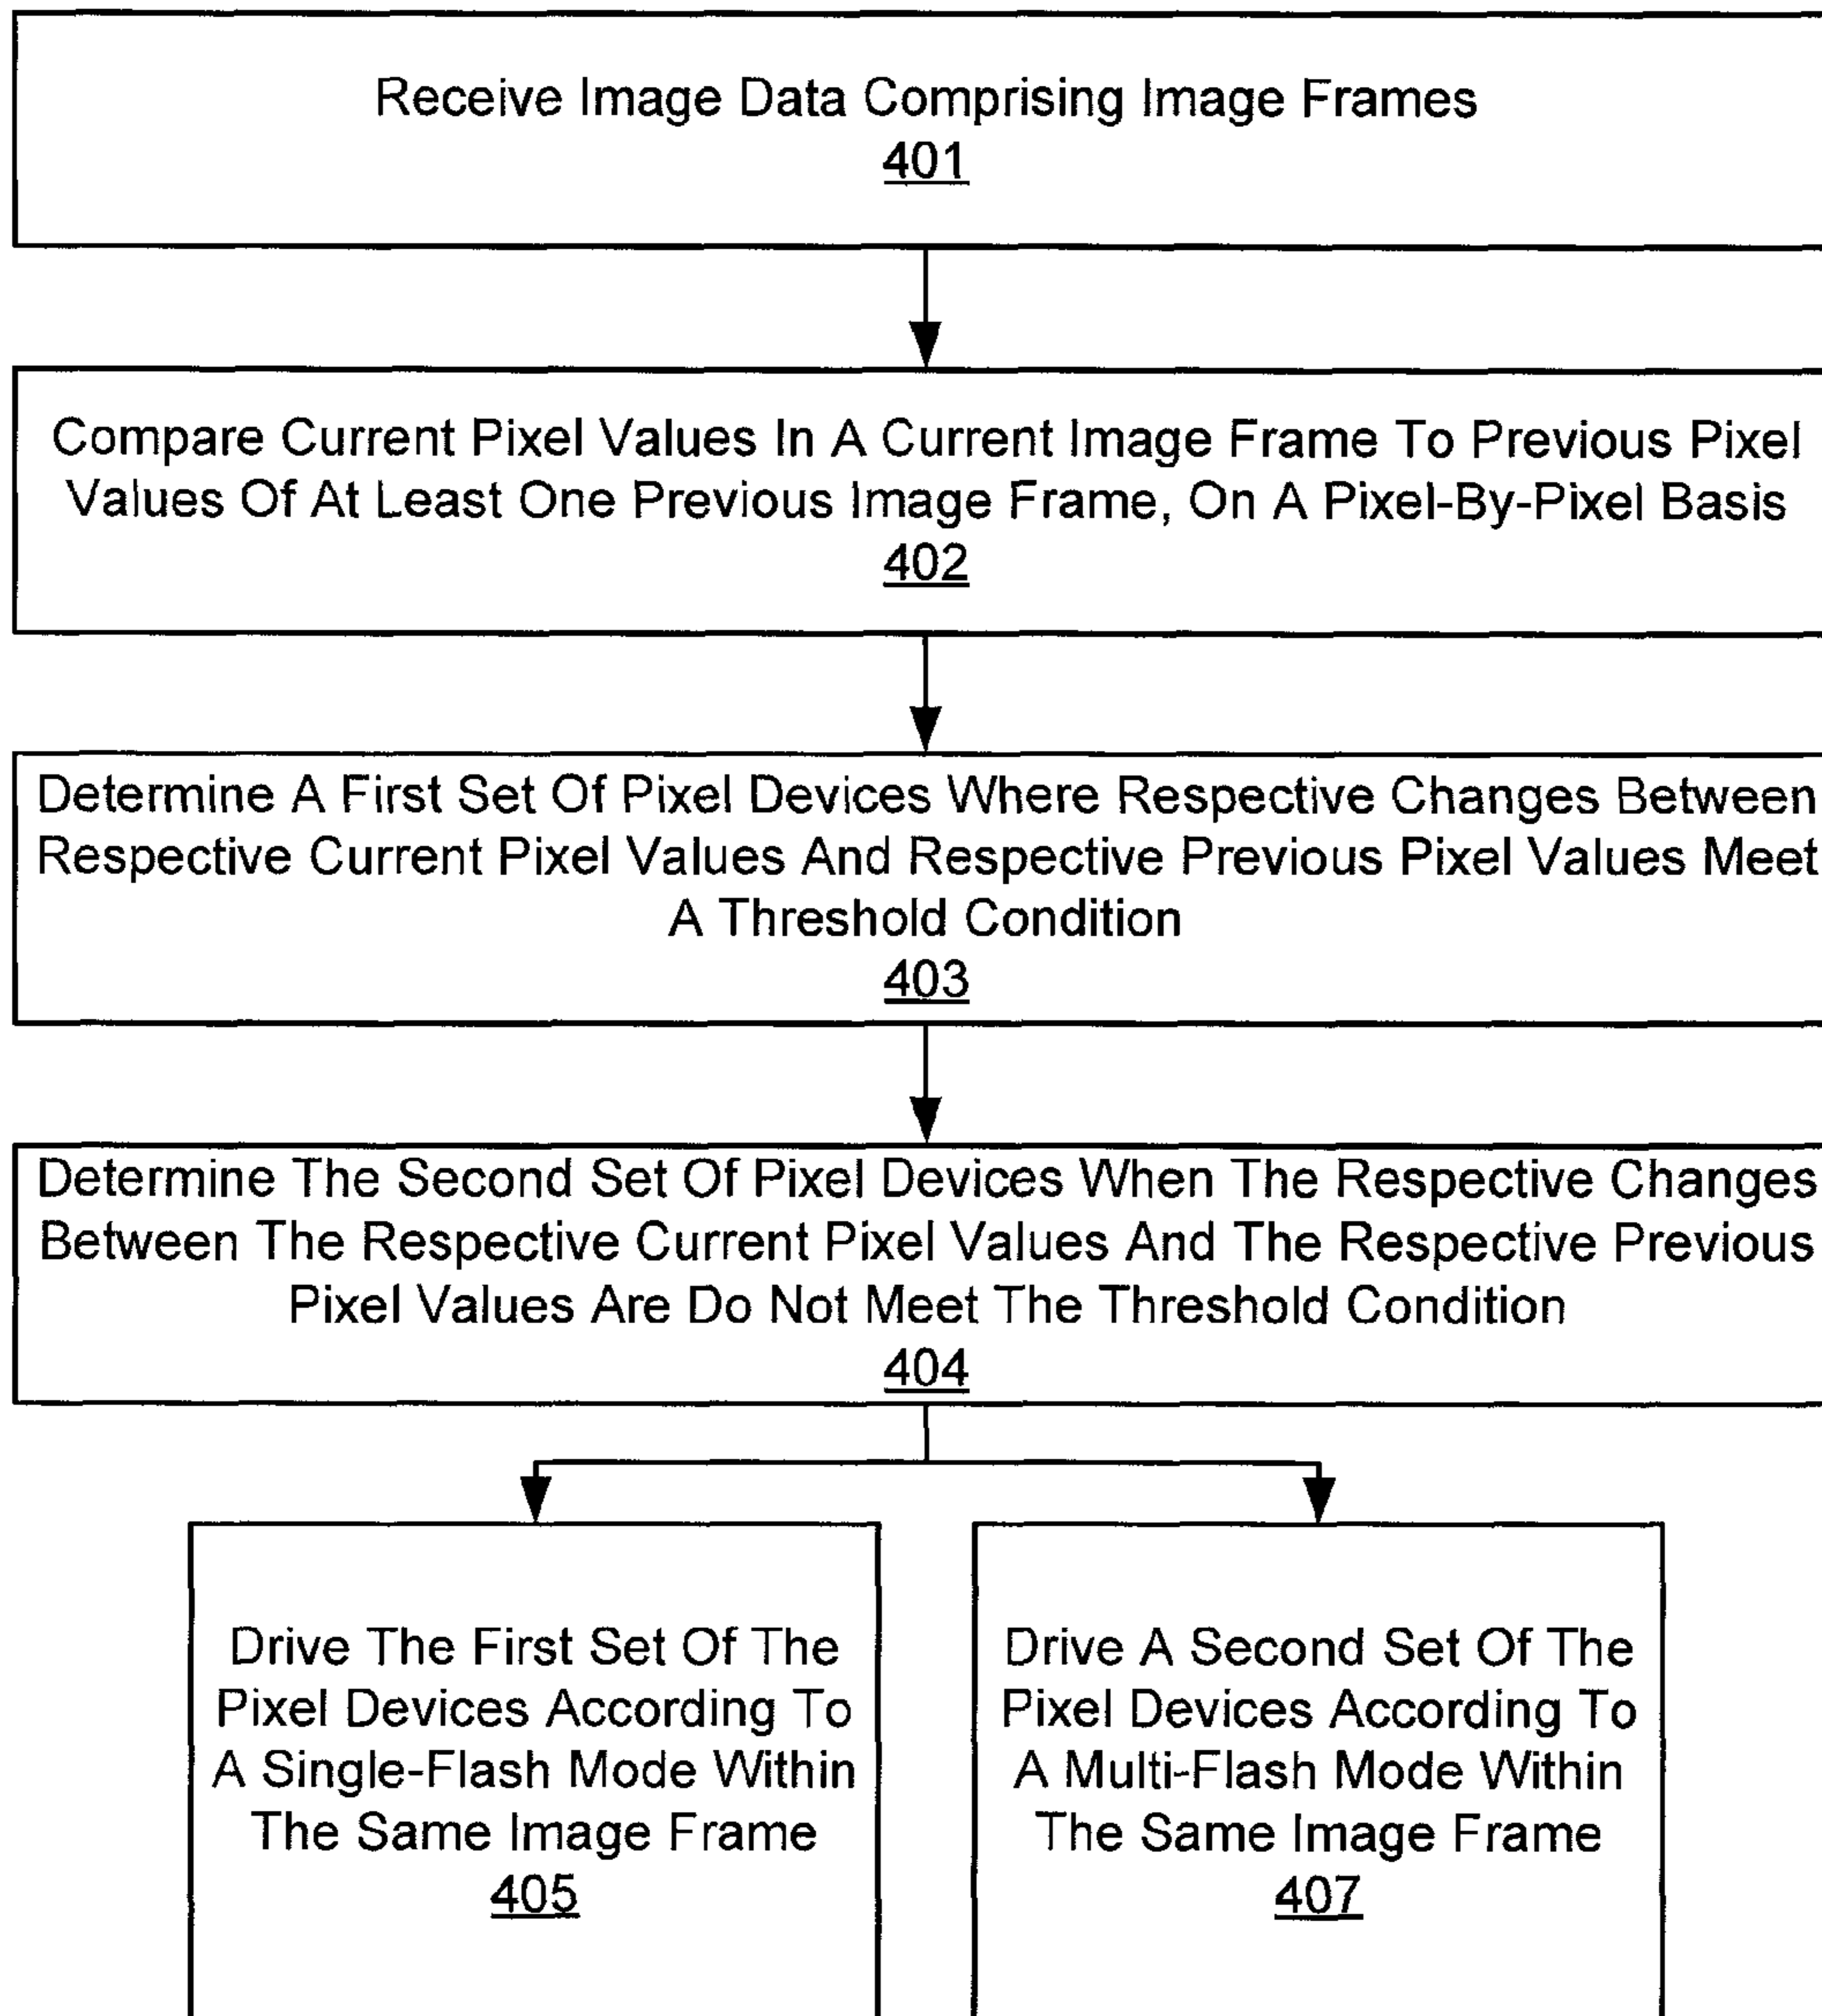 Receive Image Data Comprising Image Frames
401
Compare Current Pixel Values In A Current Image Frame To Previous Pixel
Values Of At Least One Previous Image Frame, On A Pixel-By-Pixel Basis
402
Determine A First Set Of Pixel Devices Where Respective Changes Between
Respective Current Pixel Values And Respective Previous Pixel Values Meet
A Threshold Condition
403
Determine The Second Set Of Pixel Devices When The Respective Changes
Between The Respective Current Pixel Values And The Respective Previous
Pixel Values Are Do Not Meet The Threshold Condition
404
Drive The First Set Of The
Pixel Devices According To
A Single-Flash Mode Within
The Same Image Frame
405
Drive A Second Set Of The
Pixel Devices According To
A Multi-Flash Mode Within
The Same Image Frame
407